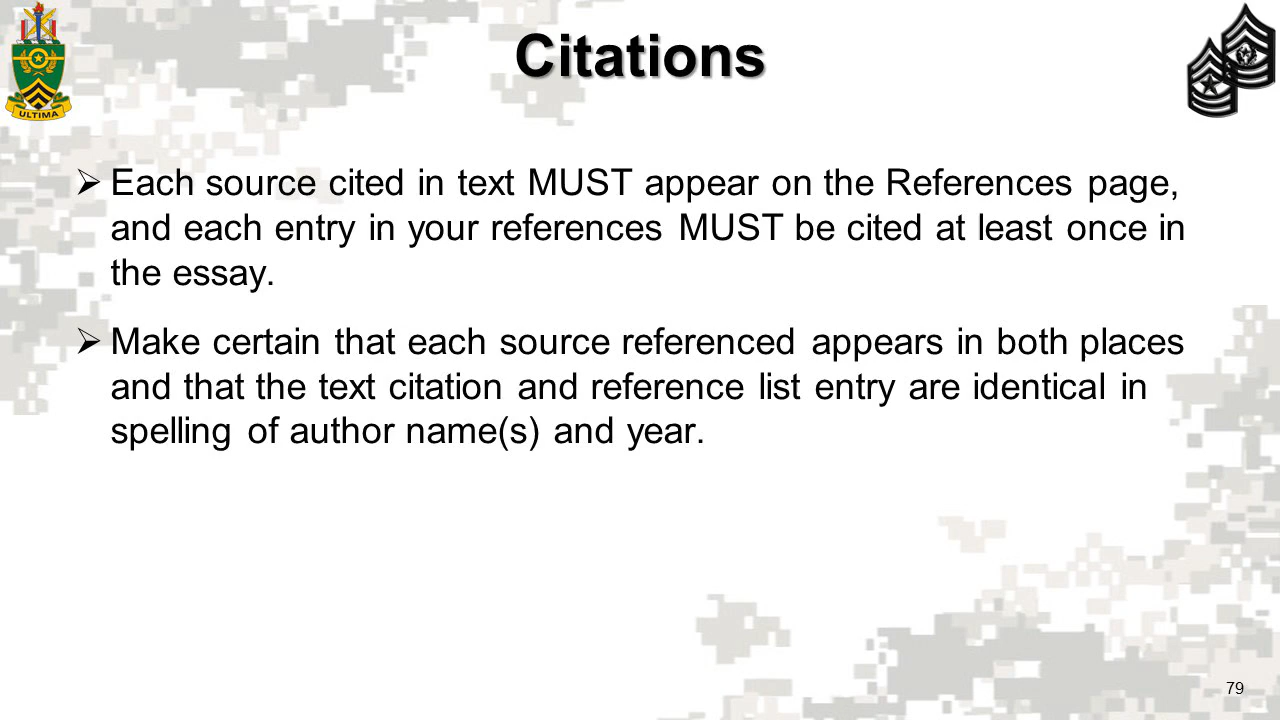 Citations
ULTIMA
➢ Each source cited in text MUST appear on the References page,
and each entry in your references MUST be cited at least once in
the essay.
➢ Make certain that each source referenced appears in both places
and that the text citation and reference list entry are identical in
spelling of author name(s) and year.
79